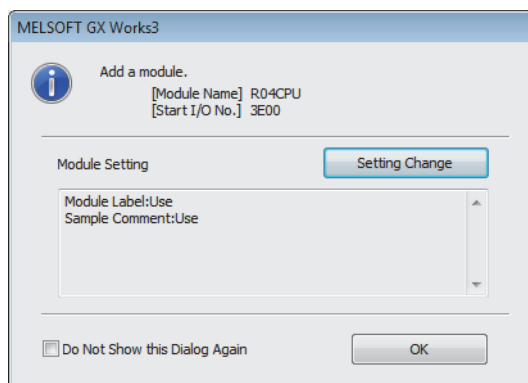 MELSOFT GX Works3
Add a module.
[Module Name] R04CPU
[Start I/O No.] 3E00
Module Setting
Setting Change
Module Label:Use
Sample Comment:Use
Do Not Show this Dialog Again
OK